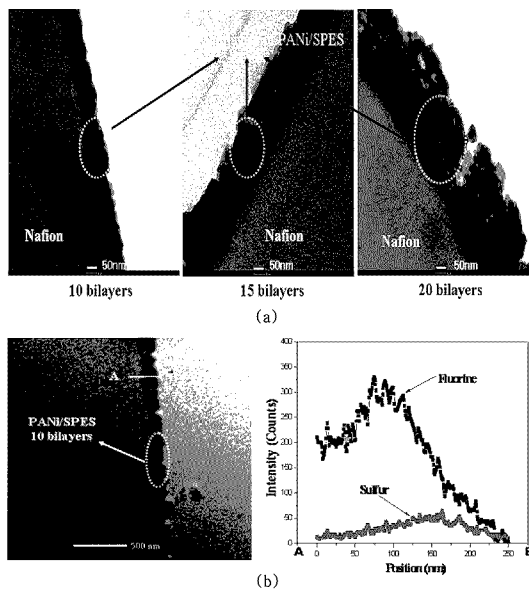 PANi/SPES
Nafion
Nafion
Nafion
50nm
50nm
50nm
10 bilayers
15 bilayers
20 bilayers
(a)
A
PANi/SPES
10 bilayers
500 nm
400
350
300
250
200
150
100
50
0
Intensity (Counts)
Fluorine
Sulfur
A
0
50
100
150
200
250
B
Position (nm)
(b)